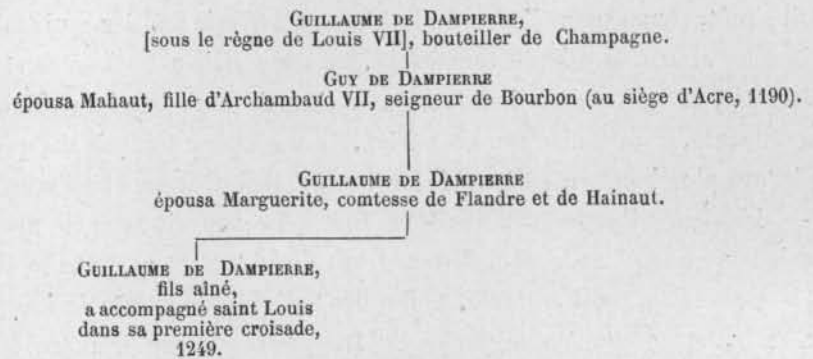 GUILLAUME DE DAMPIERRE,
[sous le règne de Louis VII], bouteiller de Champagne.
GUY DE DAMPIERRE
épousa Mahaut, fille d'Archambaud VII, seigneur de Bourbon (au siège d'Acre, 1190).
GUILLAUME DE DAMPIERRE
épousa Marguerite, comtesse de Flandre et de Hainaut.
GUILLAUME DE DAMPIERRE,
fils aîné,
a accompagné saint Louis
dans sa première croisade,
1249.